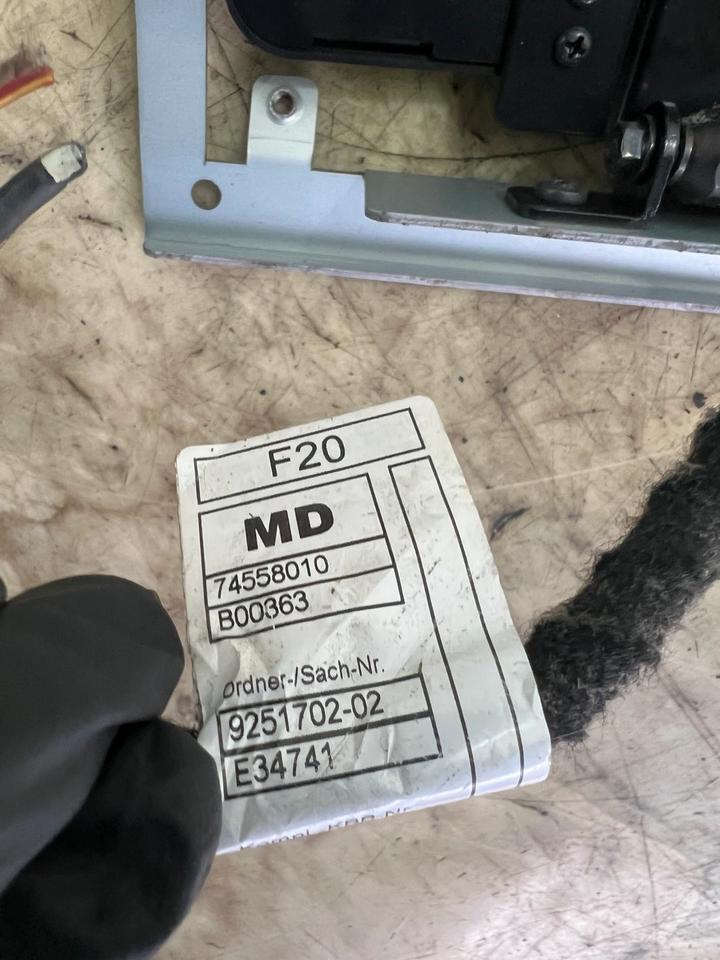 F20
MD
74558010
B00363
Ordner-/Sach-Nr.
9251702-02
E34741